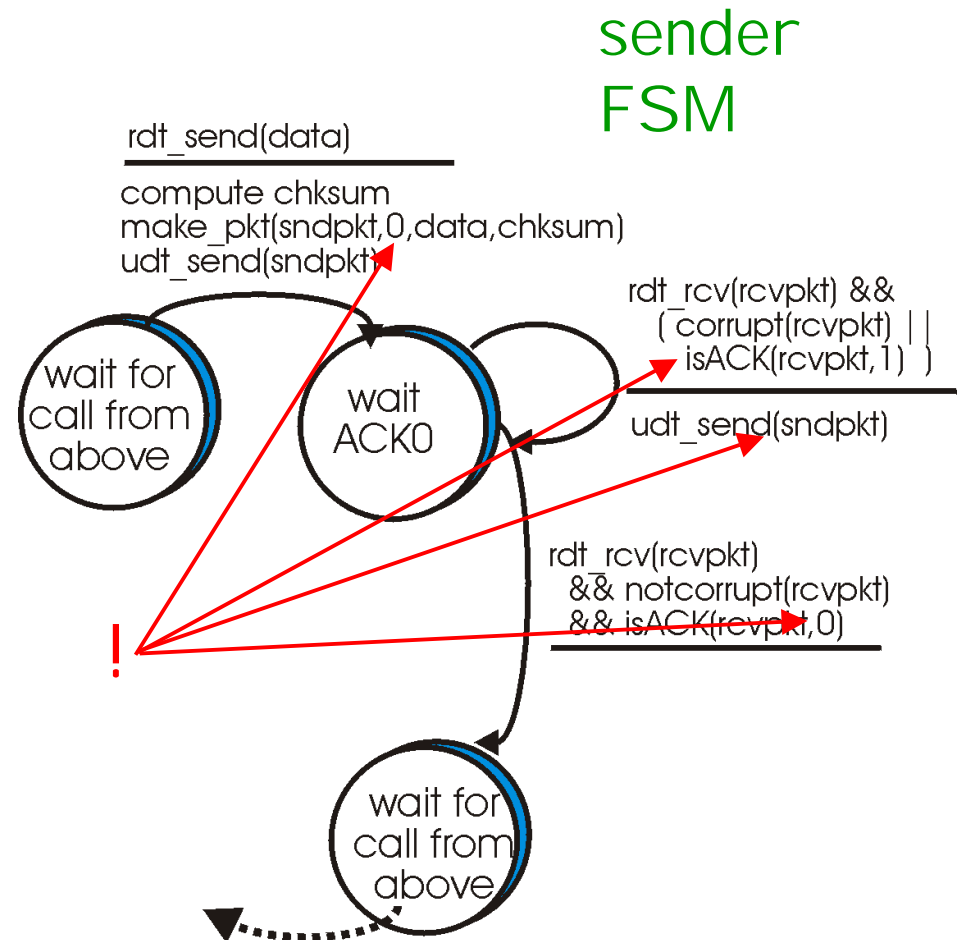 sender
FSM
rdt_send(data)
compute chksum
make_pkt(sndpkt,0,data,chksum)
udt_send(sndpkt)
rdt_rcv(rcvpkt) &&
( corrupt(rcvpkt) ||
isACK(rcvpkt,1) )
udt_send(sndpkt)
wait for
call from
above
wait
ACK0
rdt_rcv(rcvpkt)
&& notcorrupt(rcvpkt)
&& isACK(rcvpkt,0)
!
wait for
call from
above